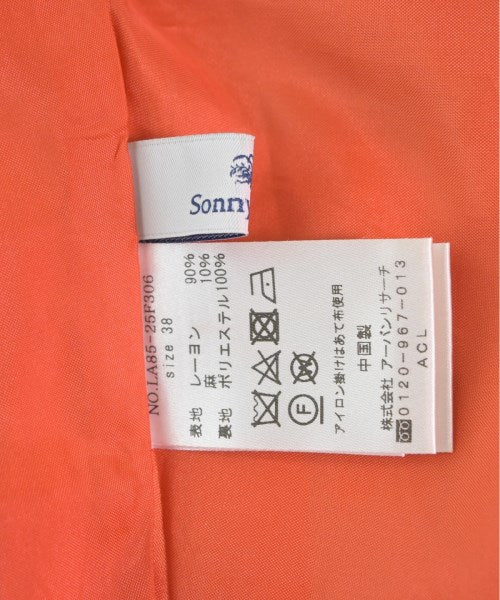 Sonny
NO.LA85-25F306
size 38
表地 レーヨン 90%
麻 10%
裏地 ポリエステル100%
F
アイロン掛けはあて布使用
中国製
株式会社 アーバンリサーチ
0120-967-013
ACL